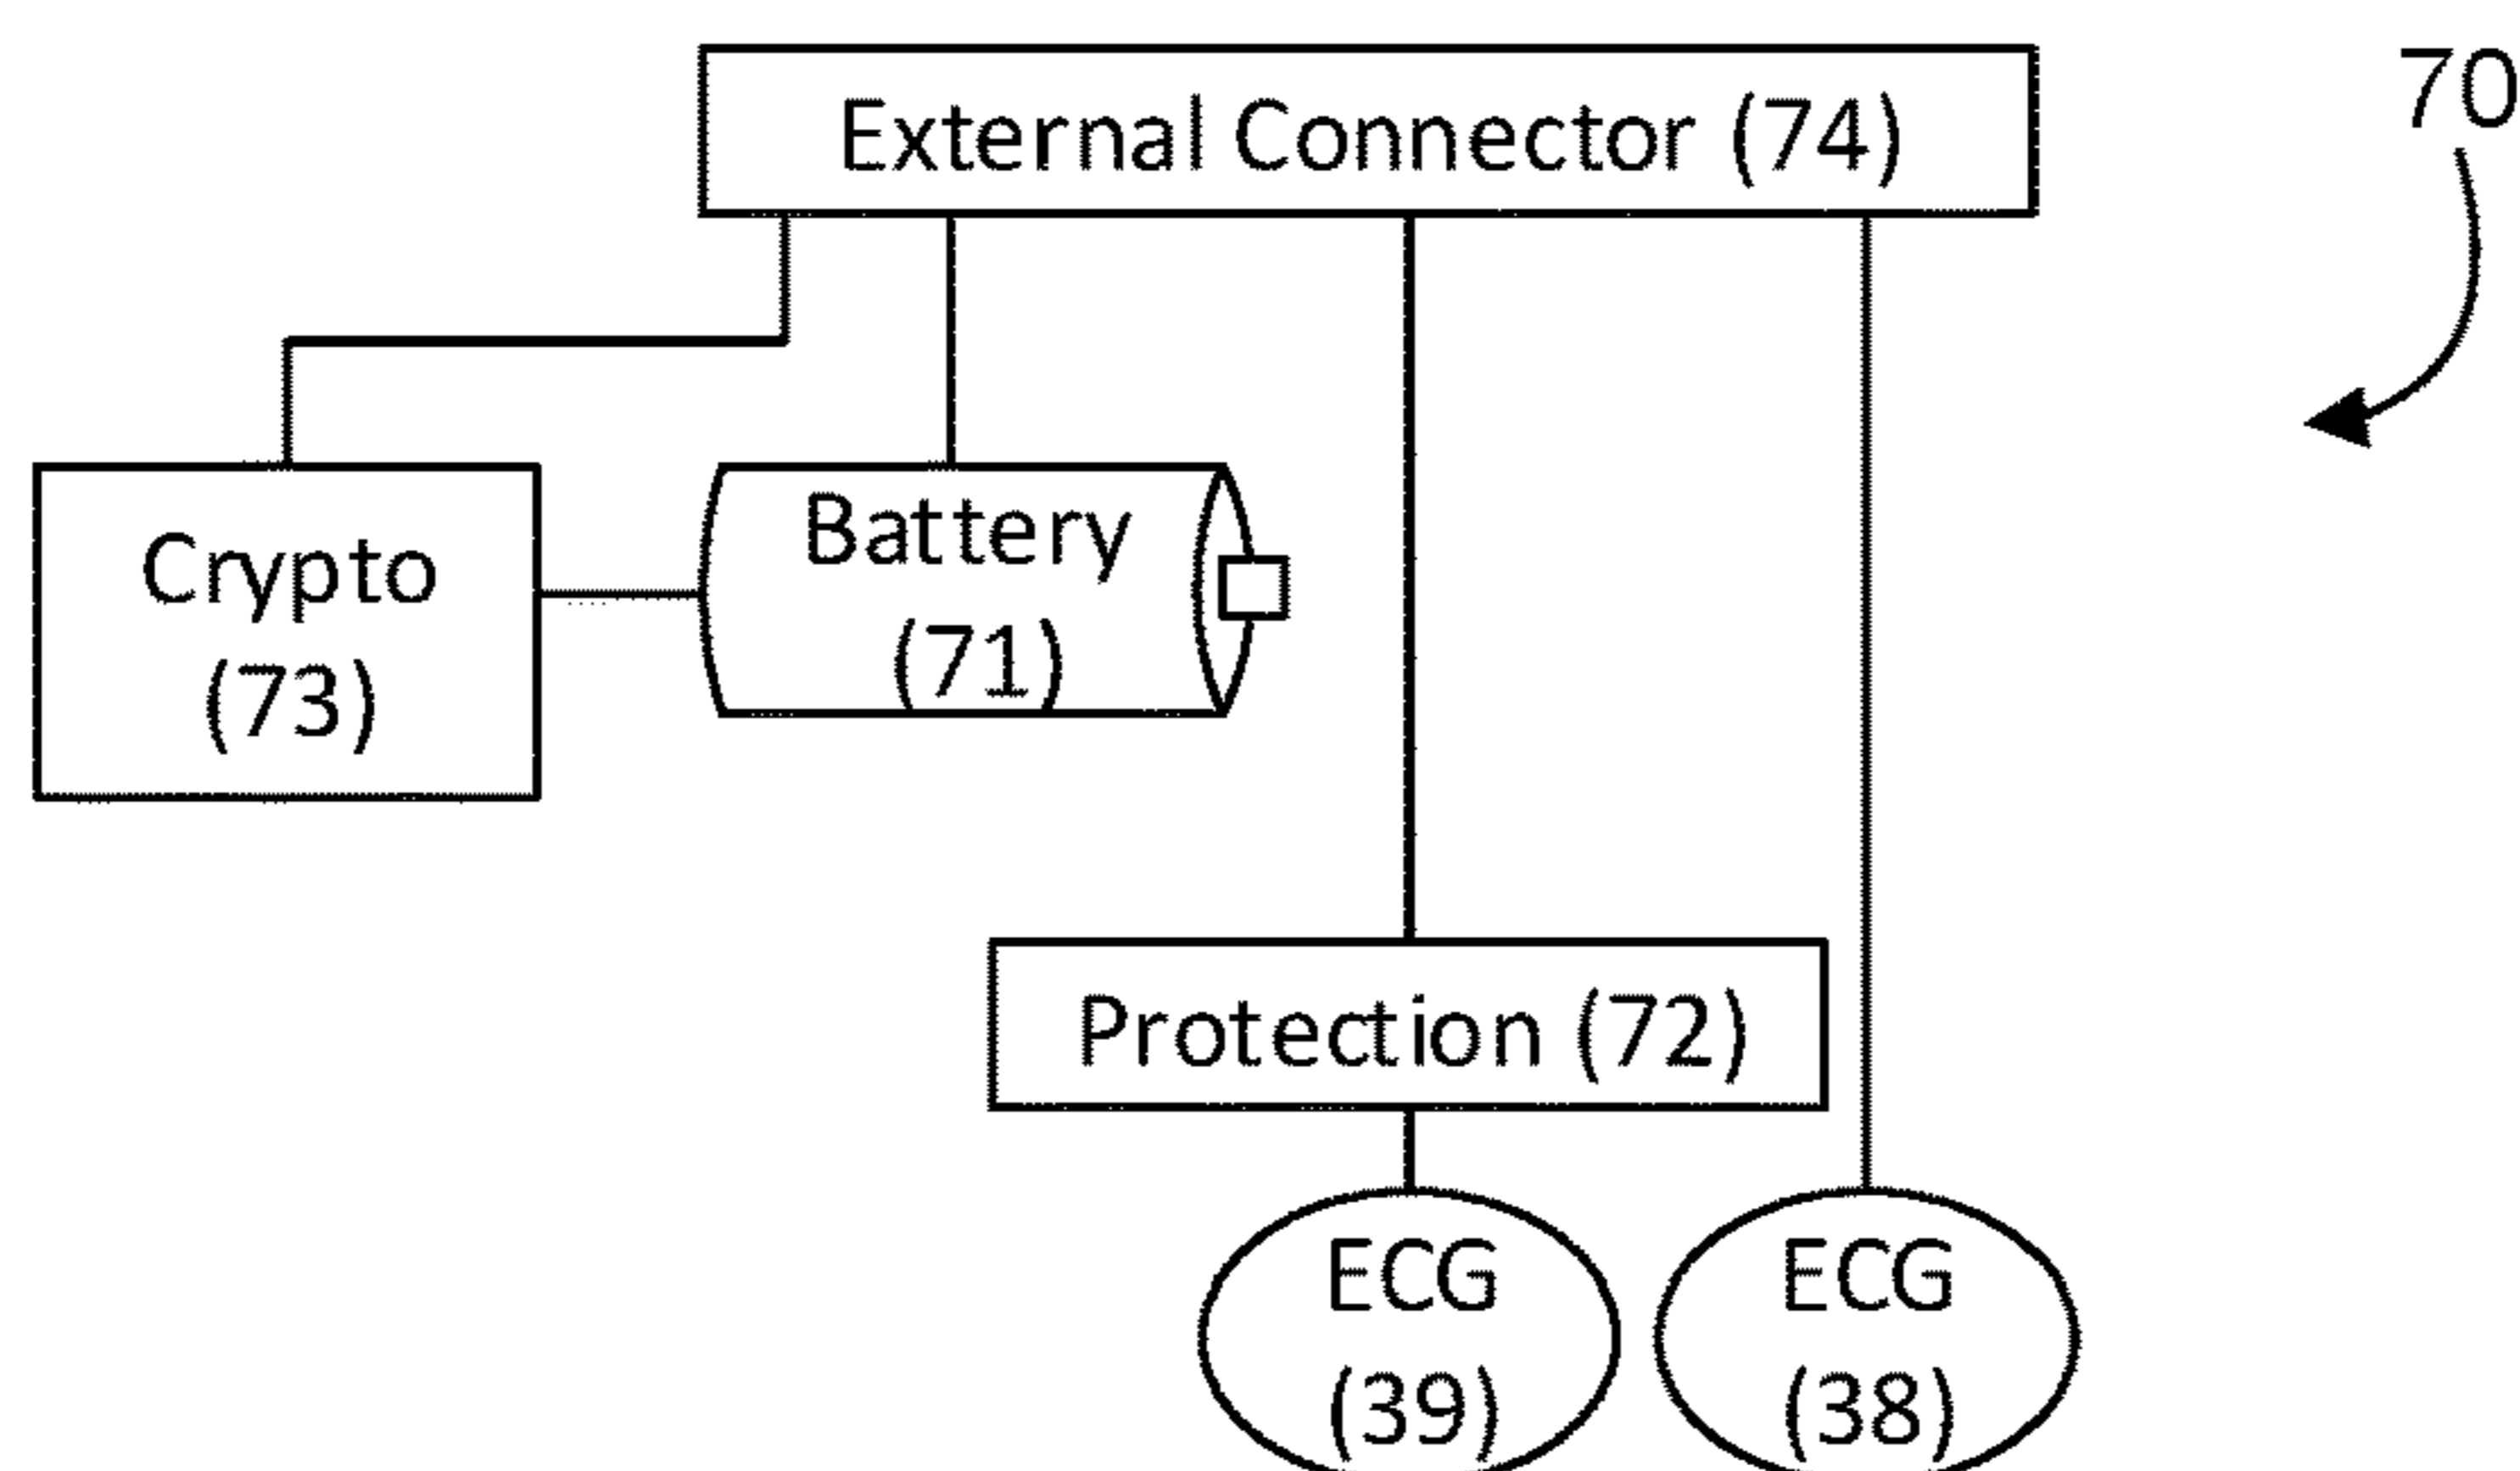 External Connector (74)
70
Crypto
(73)
Battery
(71)
Protection (72)
ECG
(39)
ECG
(38)